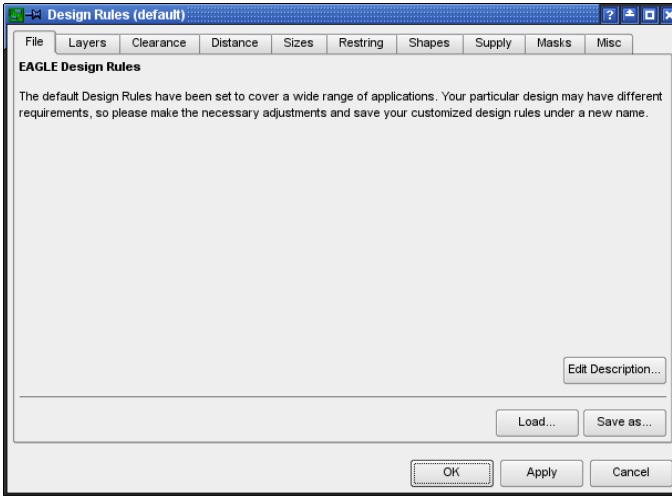 Design Rules (default)
File Layers Clearance Distance Sizes Restring Shapes Supply Masks Misc
EAGLE Design Rules
The default Design Rules have been set to cover a wide range of applications. Your particular design may have different
requirements, so please make the necessary adjustments and save your customized design rules under a new name.
Edit Description...
Load... Save as...
OK Apply Cancel